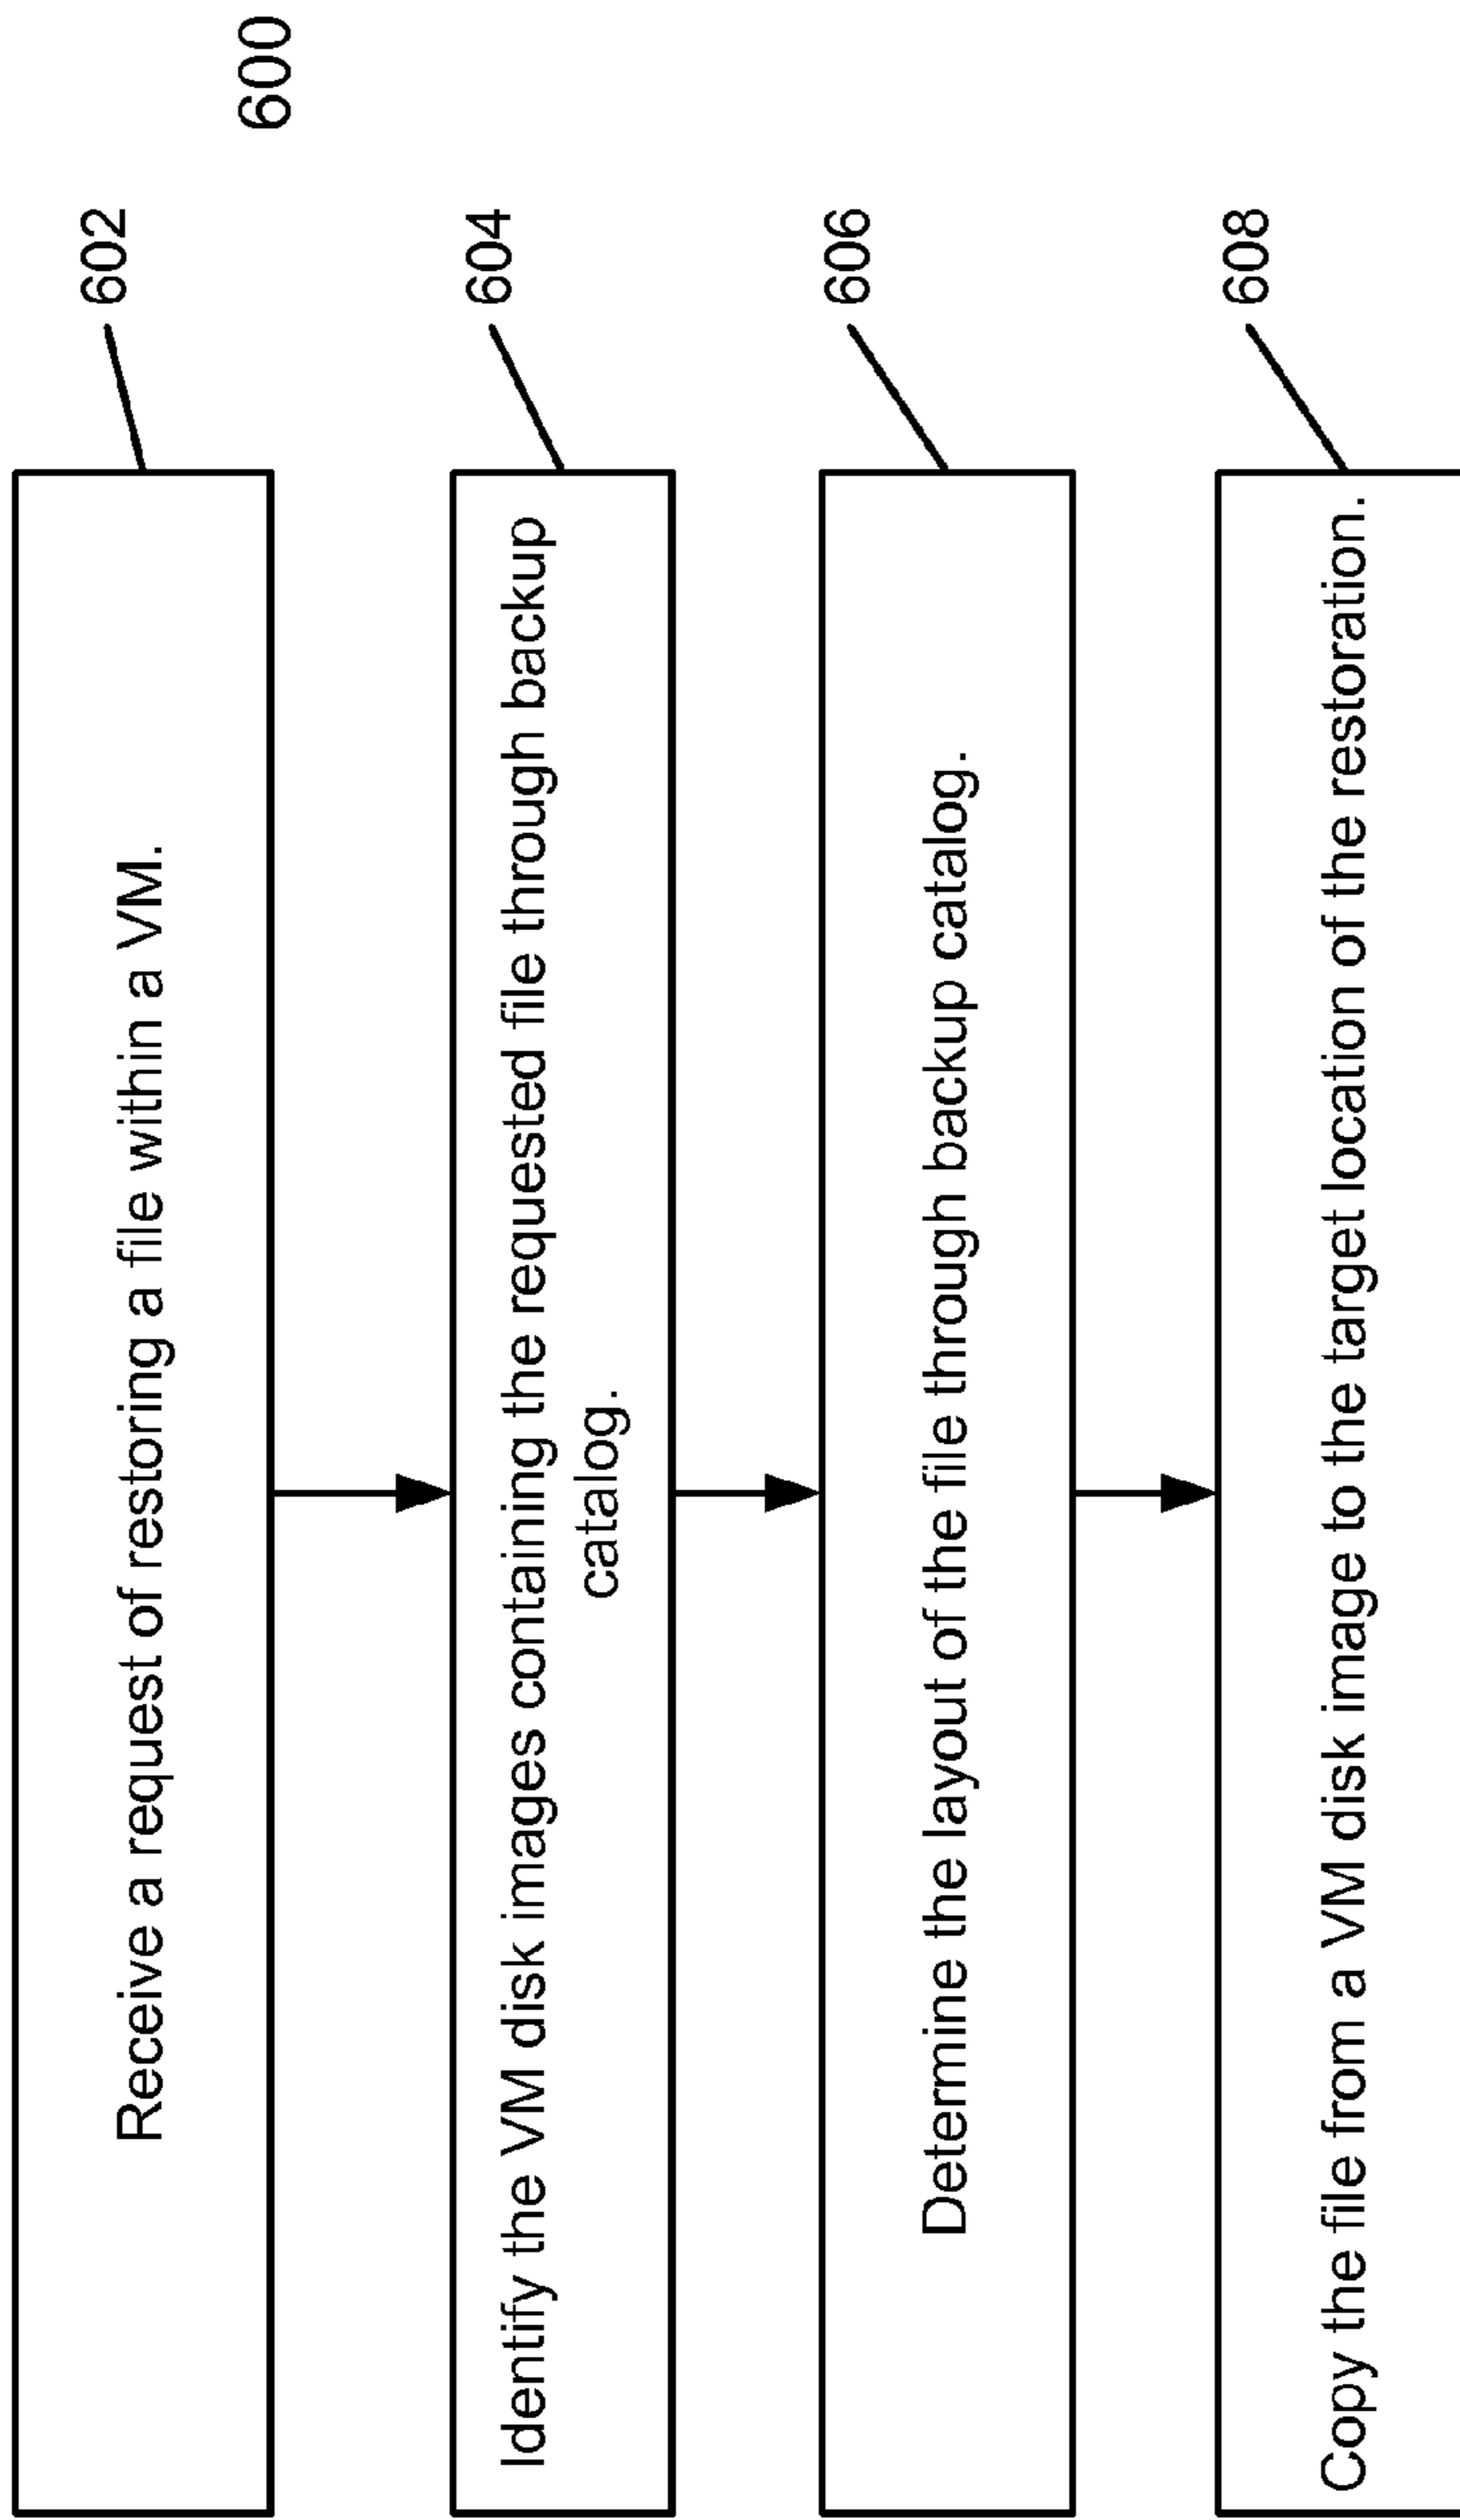 600
Receive a request of restoring a file within a VM.
602
Identify the VM disk images containing the requested file through backup
catalog.
604
Determine the layout of the file through backup catalog.
606
Copy the file from a VM disk image to the target location of the restoration.
608